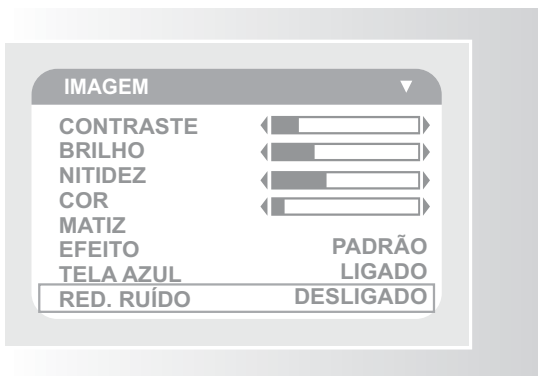 IMAGEM ▼
CONTRASTE
BRILHO
NITIDEZ
COR
MATIZ
EFEITO PADRÃO
TELA AZUL LIGADO
RED. RUÍDO DESLIGADO